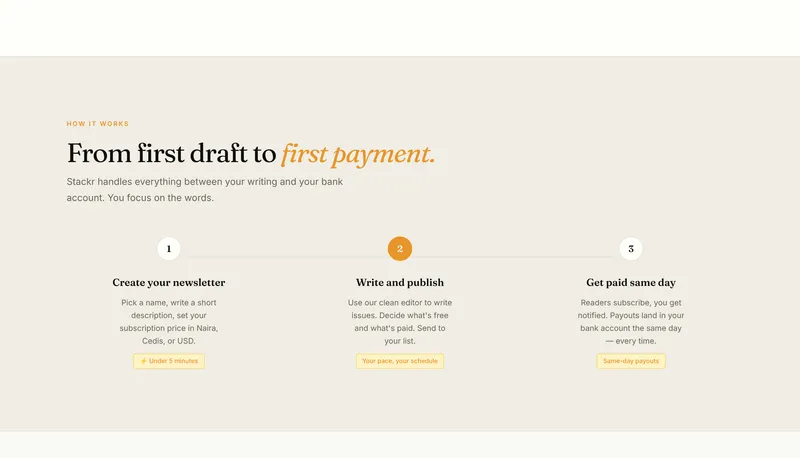 HOW IT WORKS
From first draft to first payment.
Stackr handles everything between your writing and your bank
account. You focus on the words.
1
Create your newsletter
Pick a name, write a short
description, set your
subscription price in Naira,
Cedis, or USD.
⚡ Under 5 minutes
2
Write and publish
Use our clean editor to write
issues. Decide what's free
and what's paid. Send to
your list.
Your pace, your schedule
3
Get paid same day
Readers subscribe, you get
notified. Payouts land in your
bank account the same day
— every time.
Same-day payouts